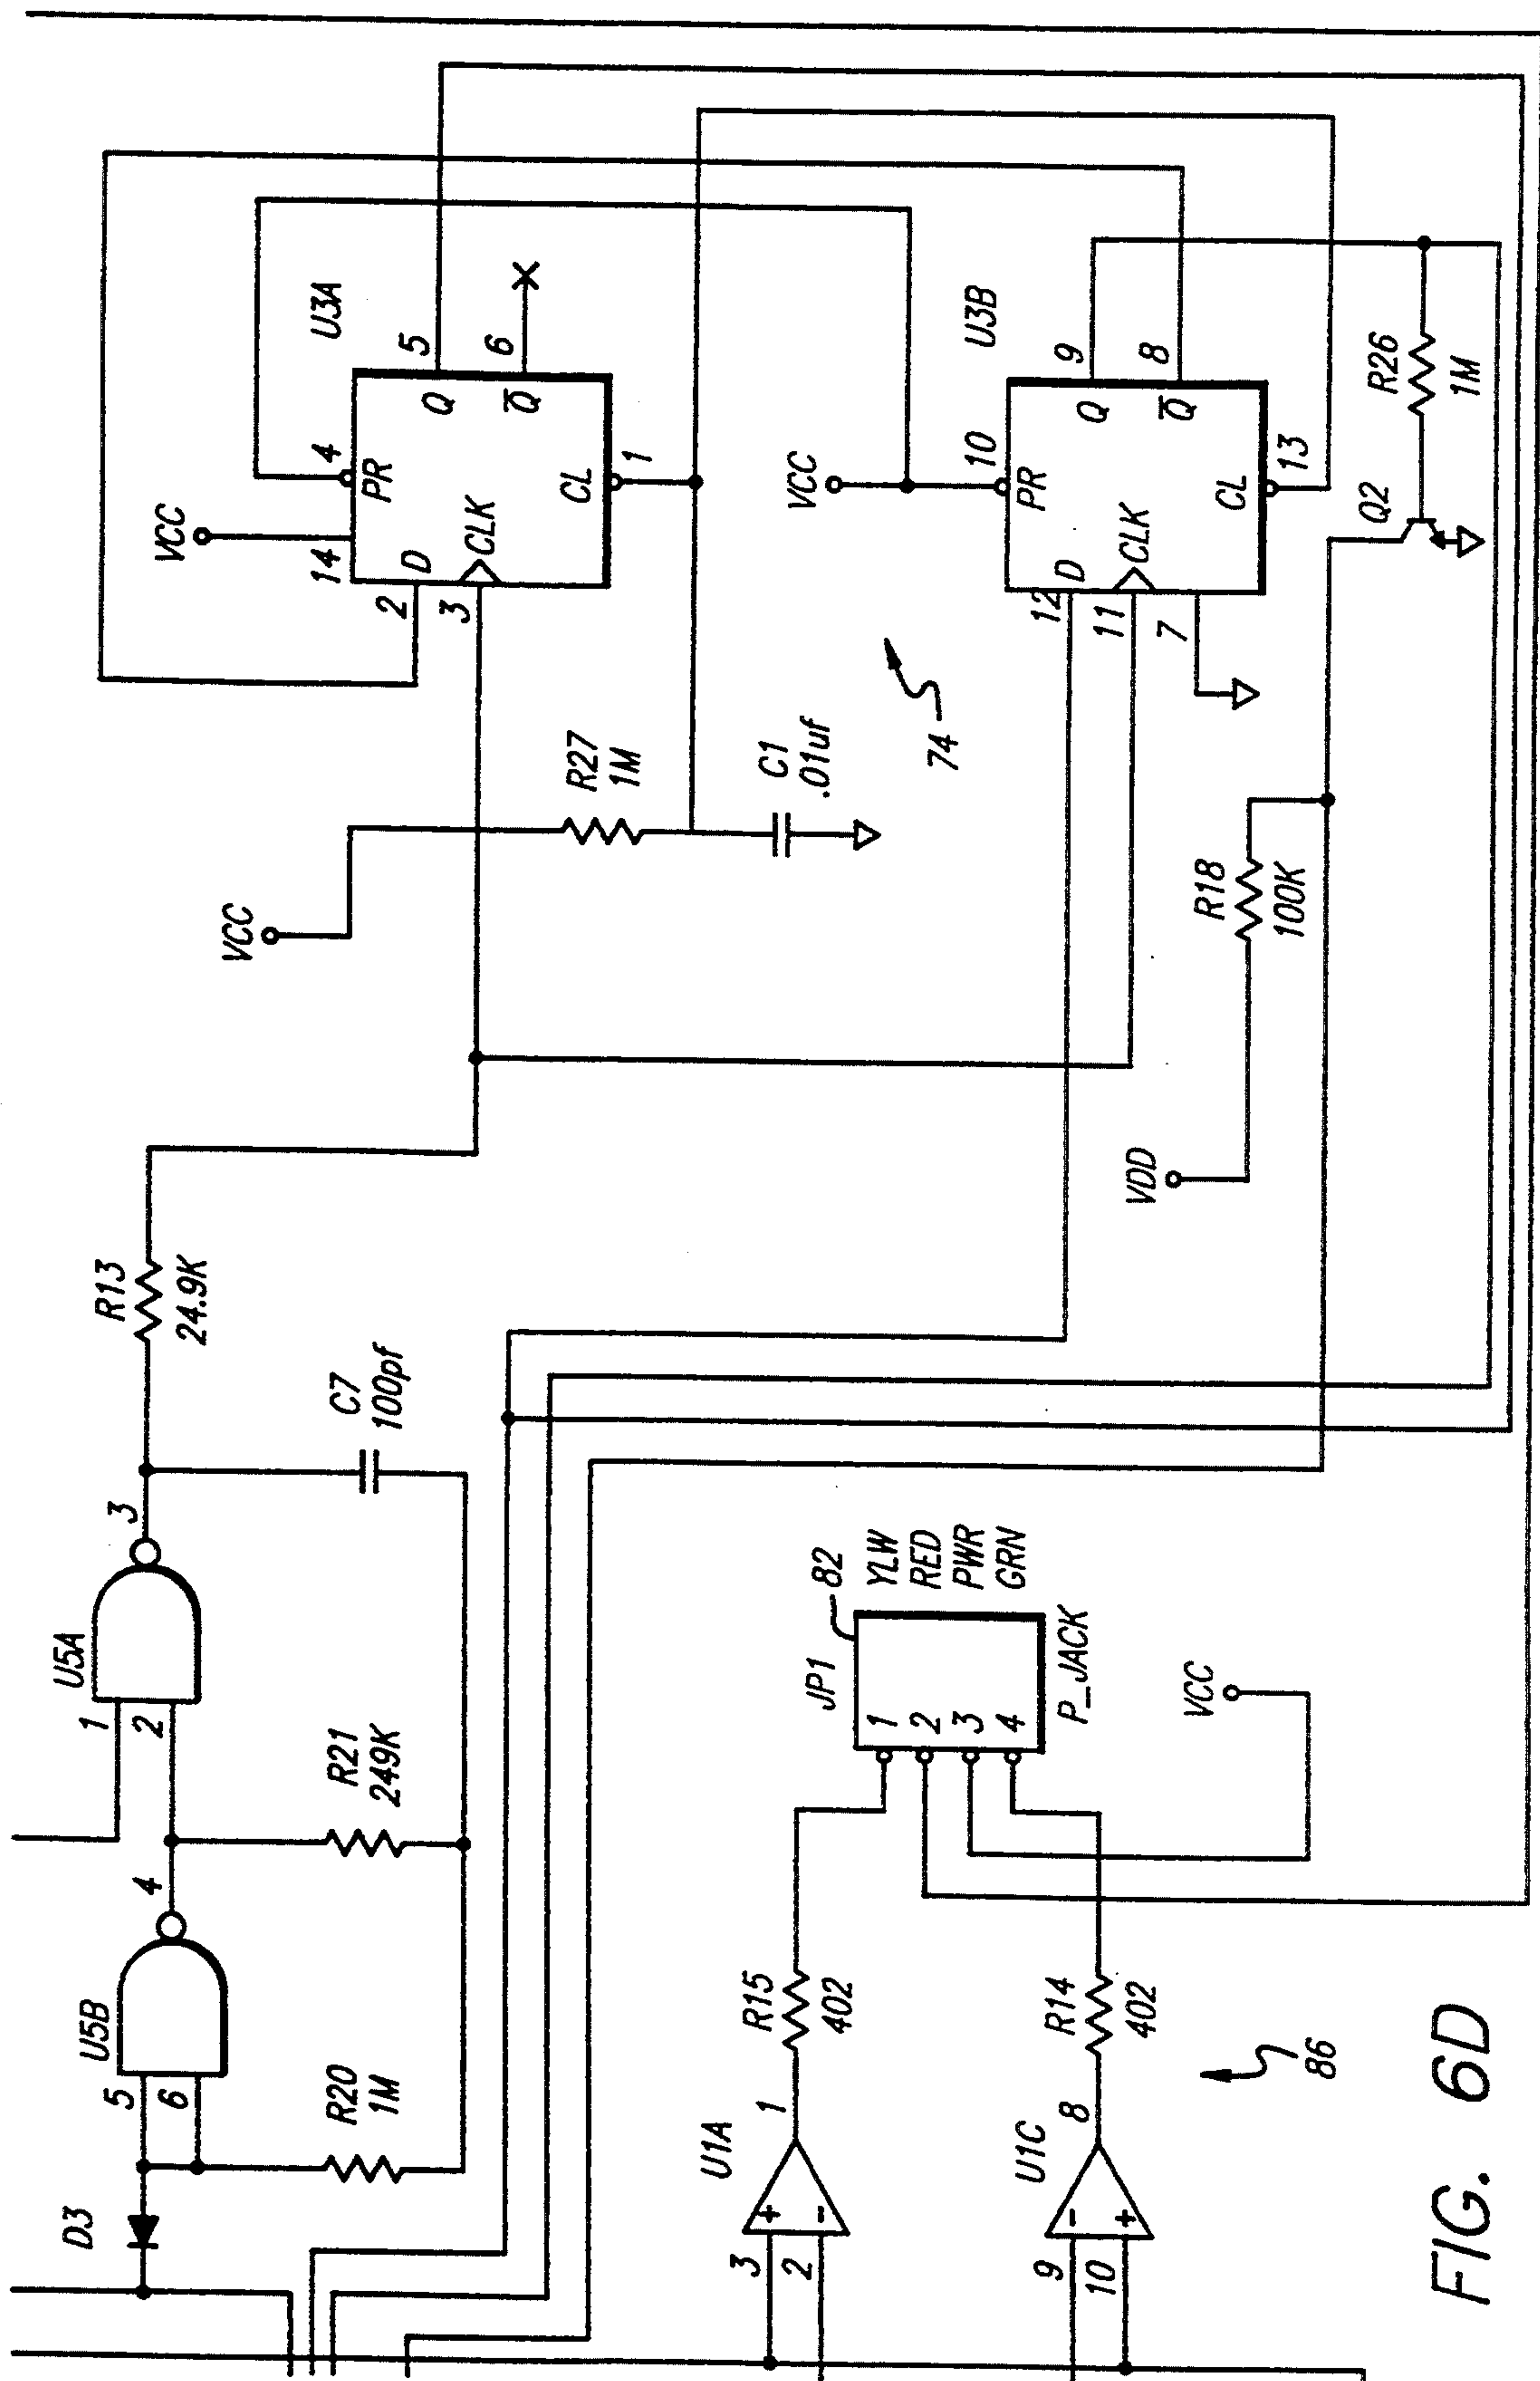 D3
U5B
5
6
4
R20
1M
R21
249K
U5A
1
2
3
C7
100pf
R13
24.9K
VCC
R27
1M
C1
.01uf
VCC
14
4
PR
2
D
3
CLK
CL
1
Q
5
Q
6
U3A
74
VCC
10
PR
12
D
11
CLK
7
CL
13
Q
9
Q
8
U3B
Q2
R26
1M
VDD
R18
100K
U1A
3
+
2
-
1
R15
402
U1C
9
-
10
+
8
R14
402
86
JP1
1
2
3
4
P_JACK
82
YLW
RED
PWR
GRN
VCC
FIG. 6D